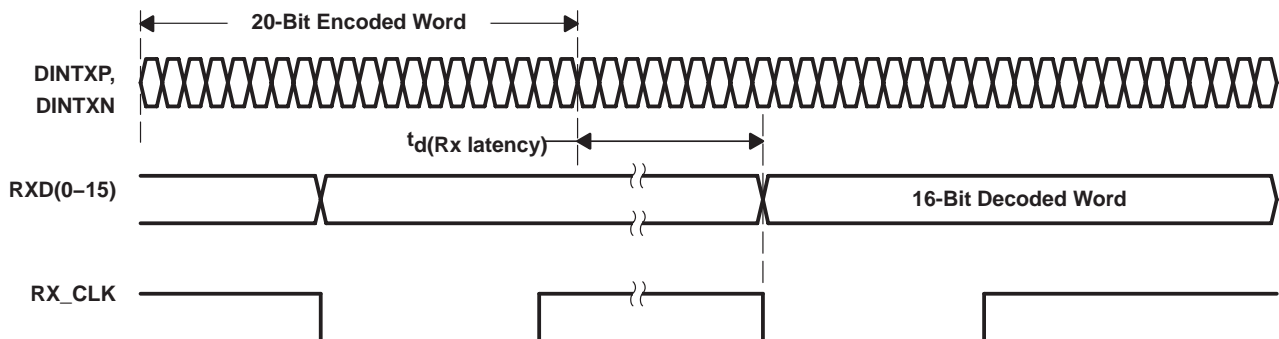 20-Bit Encoded Word
DINTXP,
DINTXN
td(Rx latency)
RXD(0–15)
16-Bit Decoded Word
RX_CLK